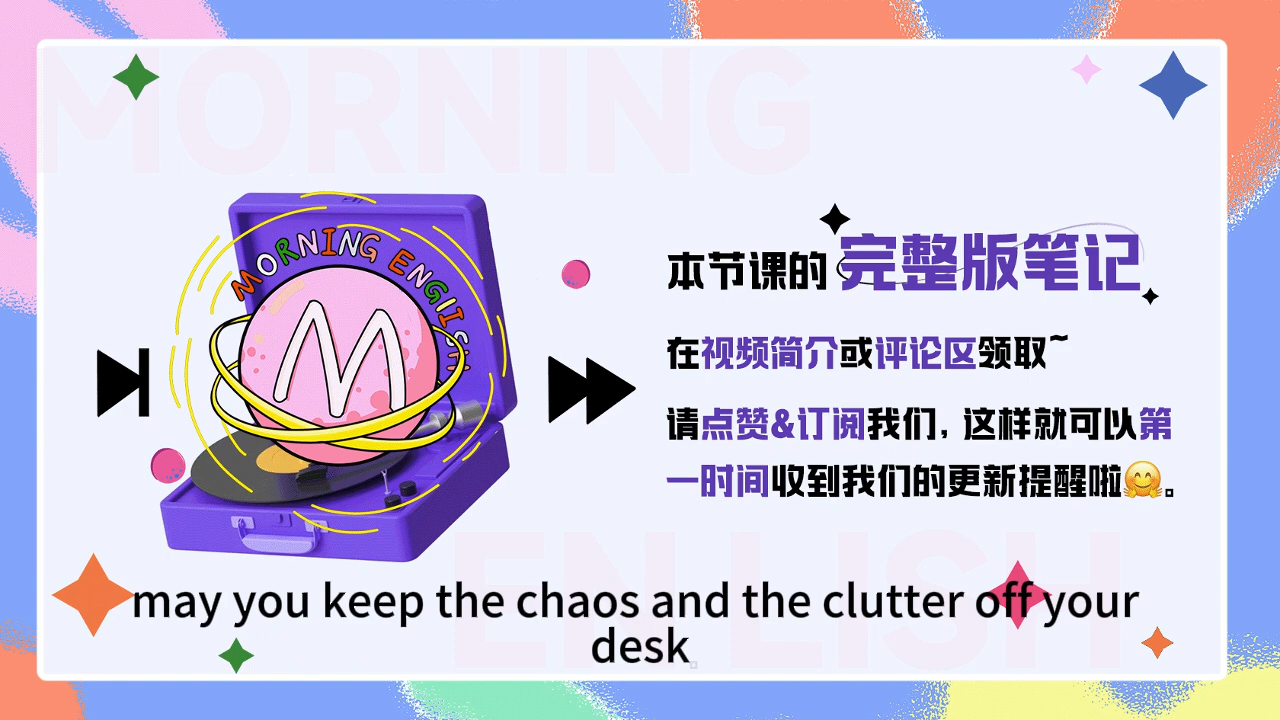 MORNING
MORNING ENGlISH
M
本节课的 完整版笔记
在视频简介或评论区领取~
请点赞&订阅我们, 这样就可以第
一时间收到我们的更新提醒啦🤗。
EN LISH
may you keep the chaos and the clutter off your
desk